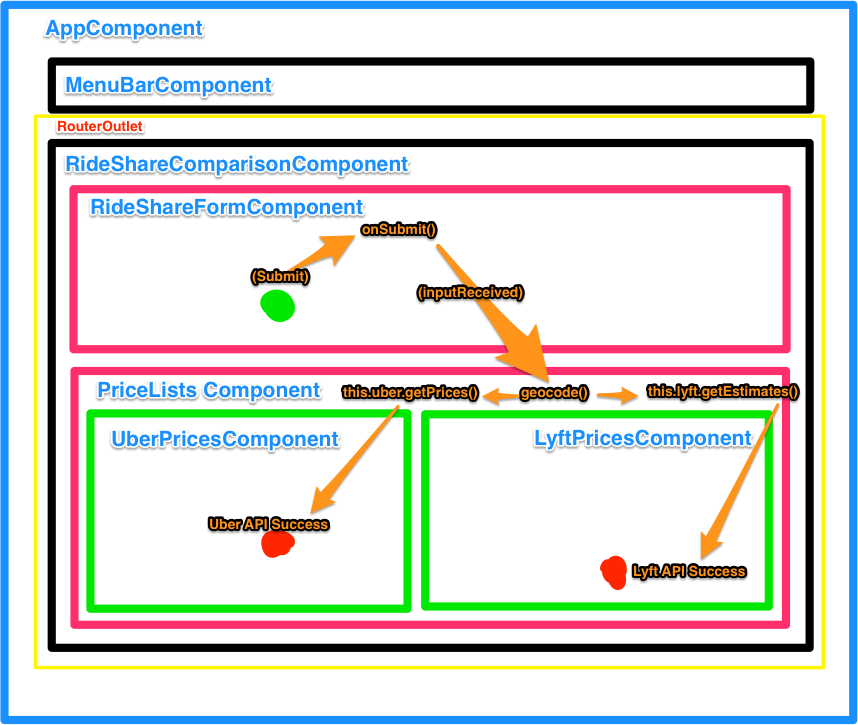 AppComponent
MenuBarComponent
RouterOutlet
RideShareComparisonComponent
RideShareFormComponent
onSubmit()
(Submit)
(inputReceived)
PriceLists Component
this.uber.getPrices()
geocode()
this.lyft.getEstimates()
UberPricesComponent
LyftPricesComponent
Uber API Success
Lyft API Success